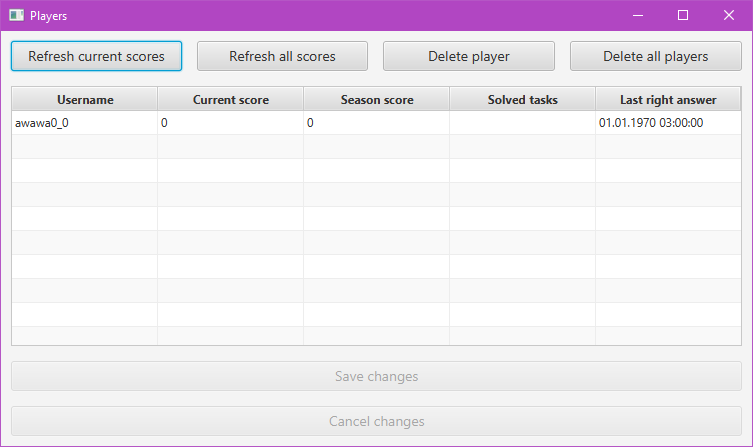 Players
Refresh current scores Refresh all scores Delete player Delete all players
Username Current score Season score Solved tasks Last right answer
awawa0_0 0 0 01.01.1970 03:00:00
Save changes
Cancel changes